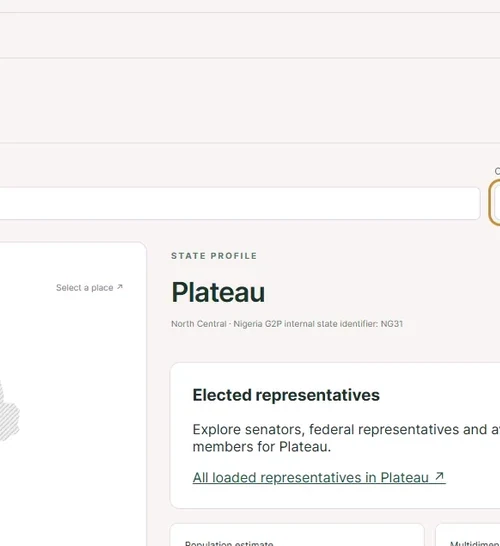 STATE PROFILE
Select a place ↗
Plateau
North Central · Nigeria G2P internal state identifier: NG31
Elected representatives
Explore senators, federal representatives and
members for Plateau.
All loaded representatives in Plateau ↗
Population estimate